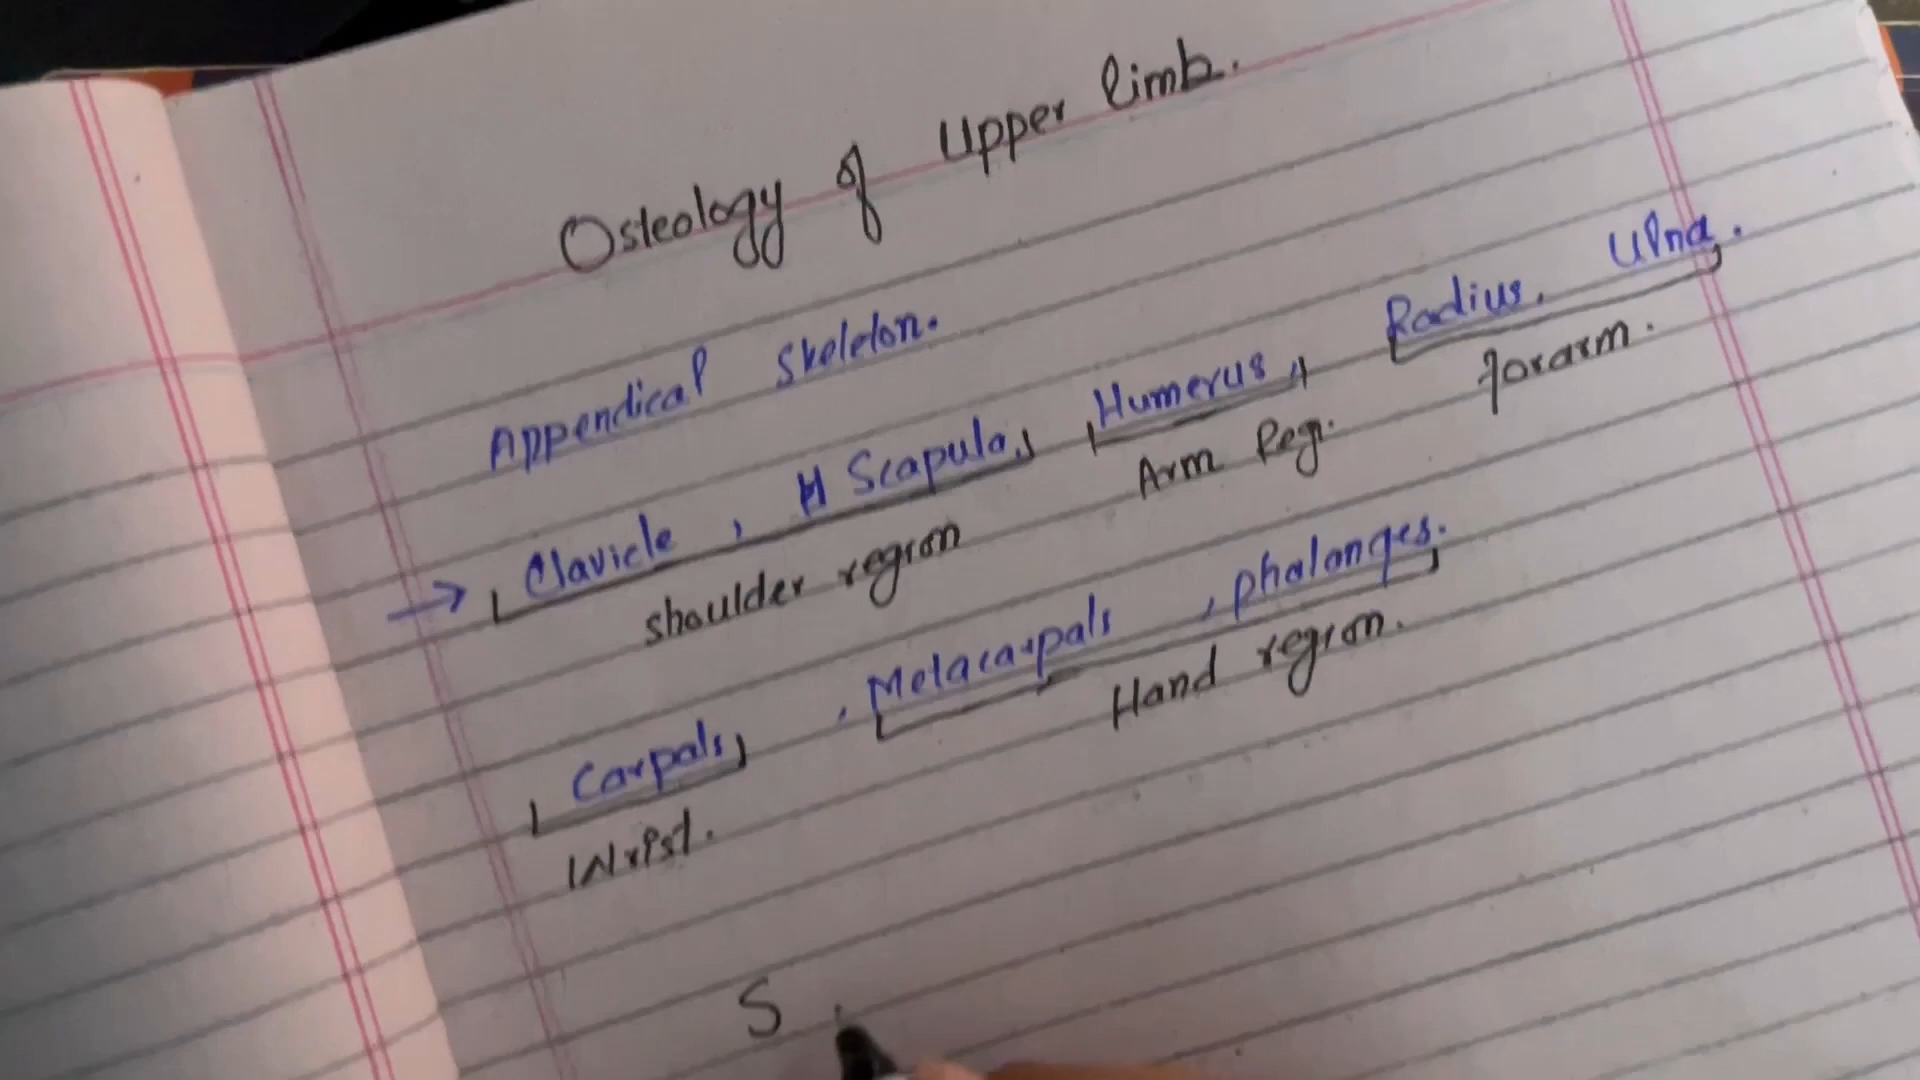 Osteology of Upper limb.
Appendical Skeleton.
→ Clavicle, Scapula, Humerus, Radius, Ulna.
shoulder region Arm Reg. forarm.
Carpals, Metacarpals, phalanges.
Wrist. Hand region.
S